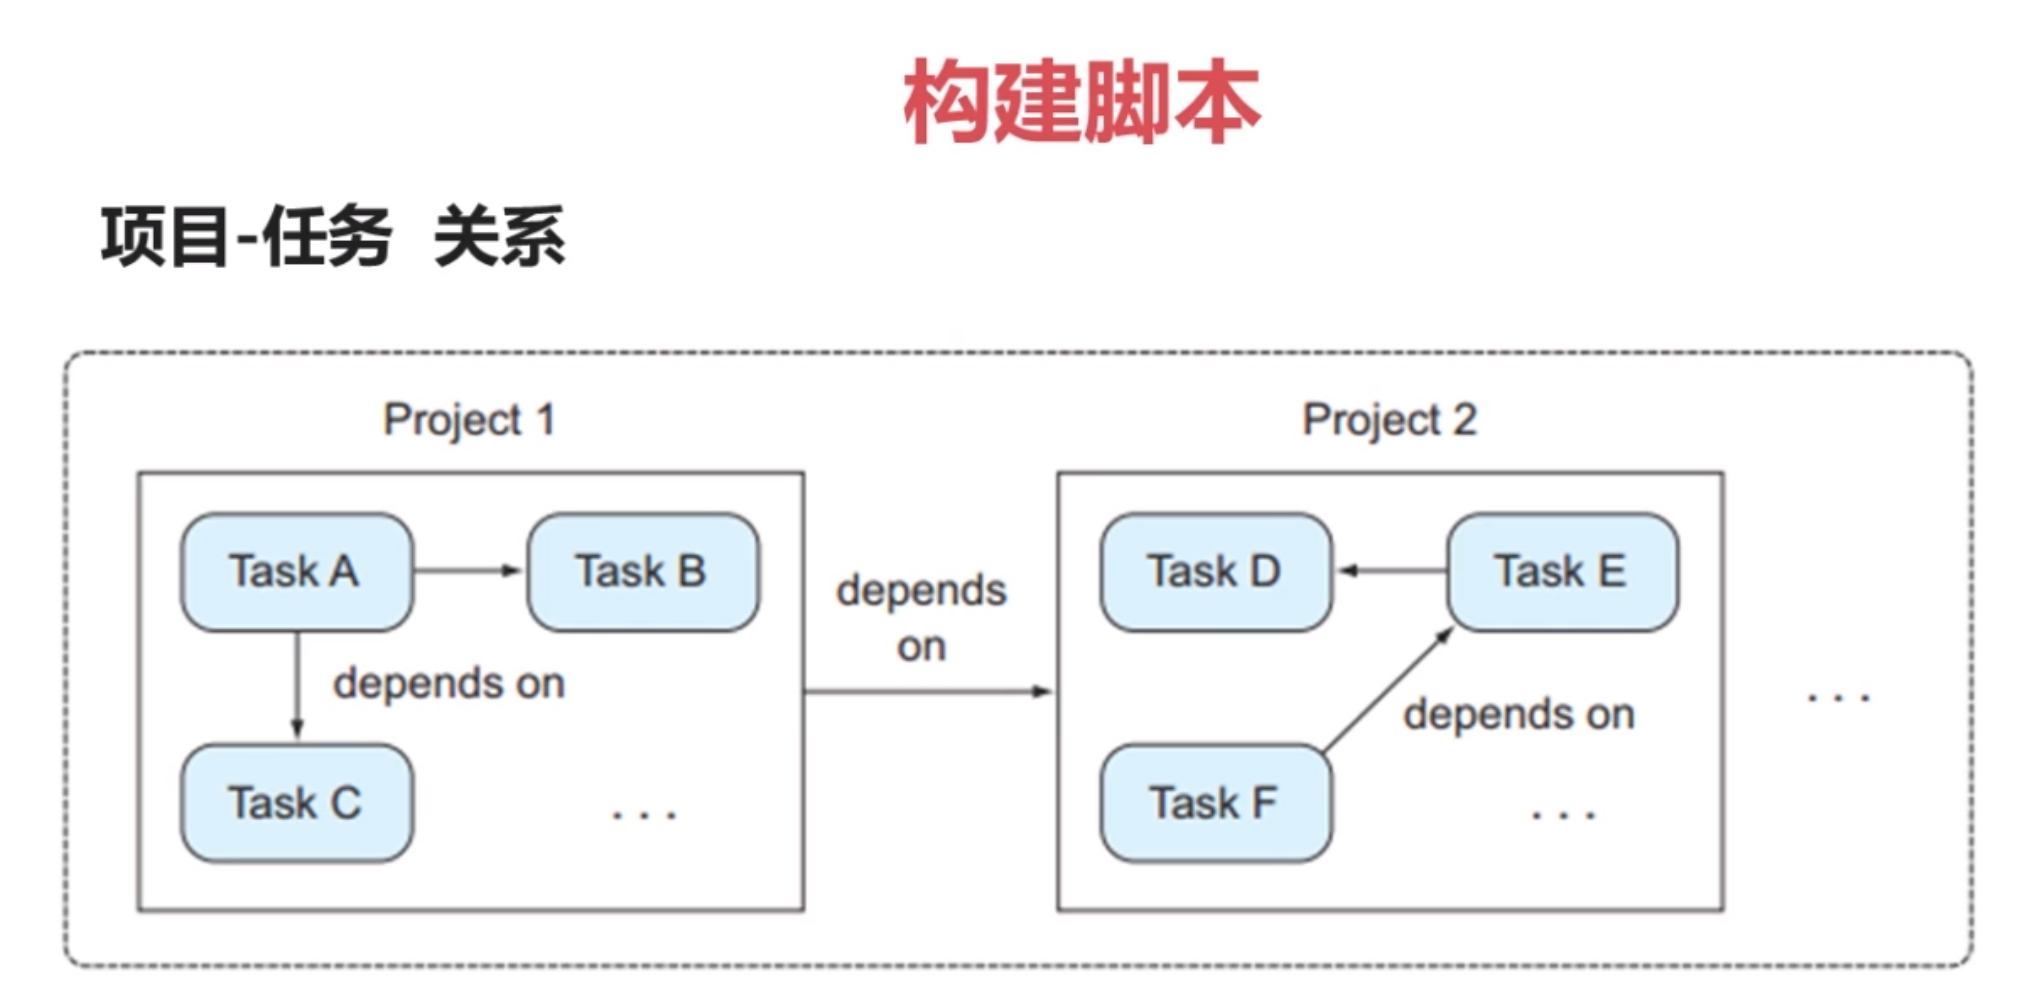 构建脚本
项目-任务 关系
Project 1
Project 2
Task A
Task B
depends on
Task C
. . .
depends
on
Task D
Task E
depends on
Task F
. . .
. . .